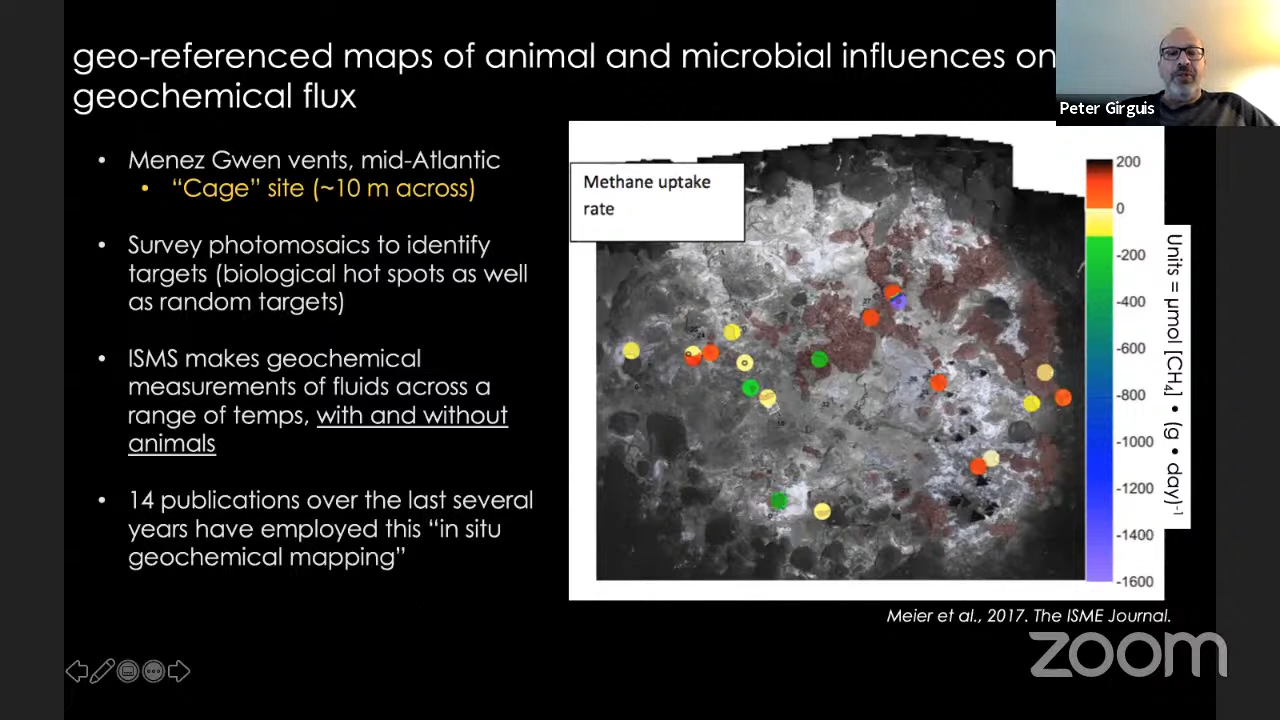 geo-referenced maps of animal and microbial influences on
geochemical flux
Peter Girguis
• Menez Gwen vents, mid-Atlantic
• “Cage” site (~10 m across)
• Survey photomosaics to identify
targets (biological hot spots as well
as random targets)
• ISMS makes geochemical
measurements of fluids across a
range of temps, with and without
animals
• 14 publications over the last several
years have employed this “in situ
geochemical mapping”
Methane uptake
rate
200
0
-200
-400
-600
-800
-1000
-1200
-1400
-1600
Units = µmol [CH₄] • (g • day)⁻¹
Meier et al., 2017. The ISME Journal.
zoom